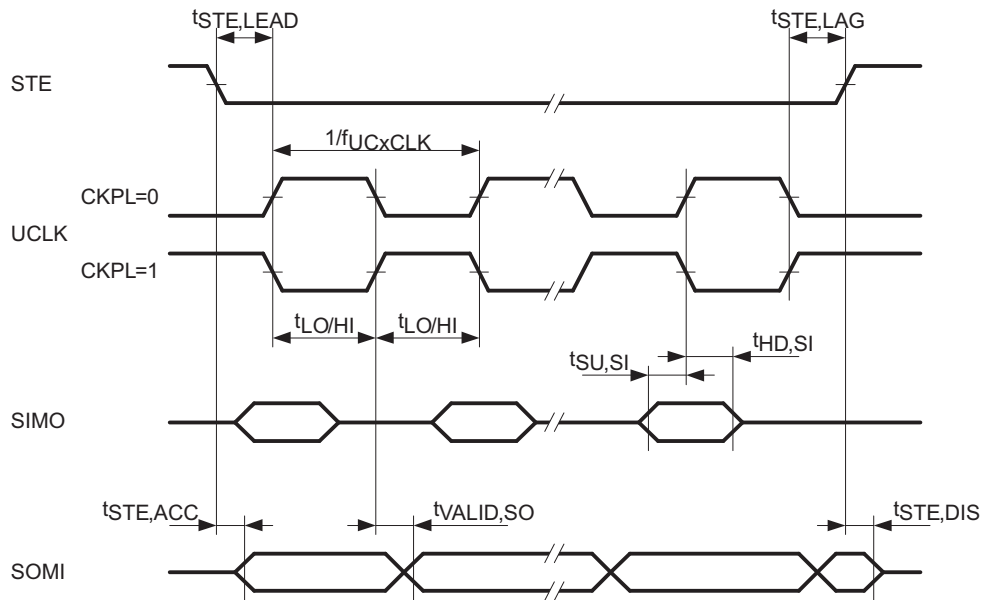 tSTE,LEAD
tSTE,LAG
STE
1/fUCxCLK
CKPL=0
UCLK
CKPL=1
tLO/HI
tLO/HI
tHD,SI
tSU,SI
SIMO
tSTE,ACC
tVALID,SO
tSTE,DIS
SOMI